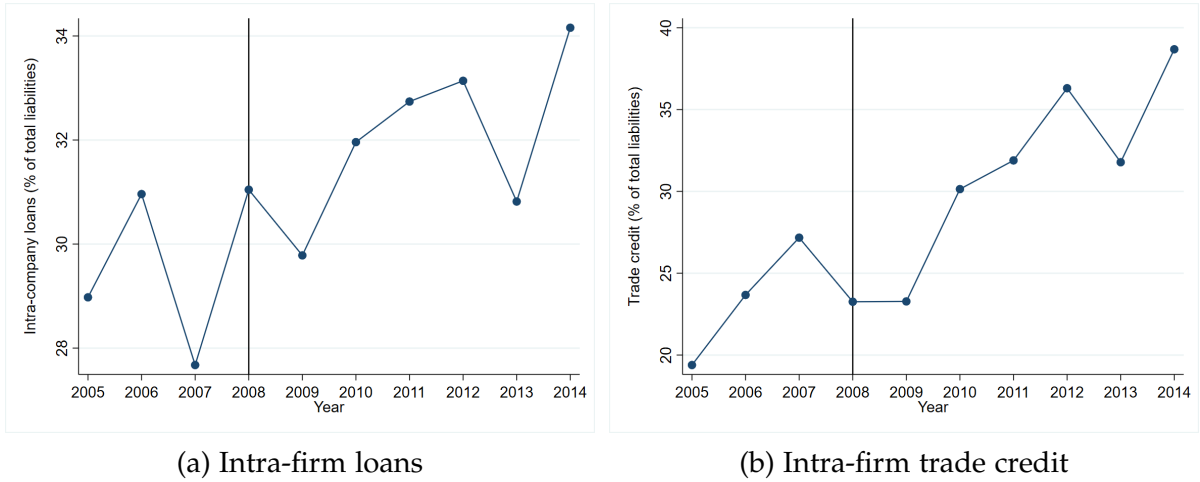 Intra-company loans (% of total liabilities)
34
32
30
28
2005 2006 2007 2008 2009 2010 2011 2012 2013 2014
Year
(a) Intra-firm loans
Trade credit (% of total liabilities)
40
35
30
25
20
2005 2006 2007 2008 2009 2010 2011 2012 2013 2014
Year
(b) Intra-firm trade credit